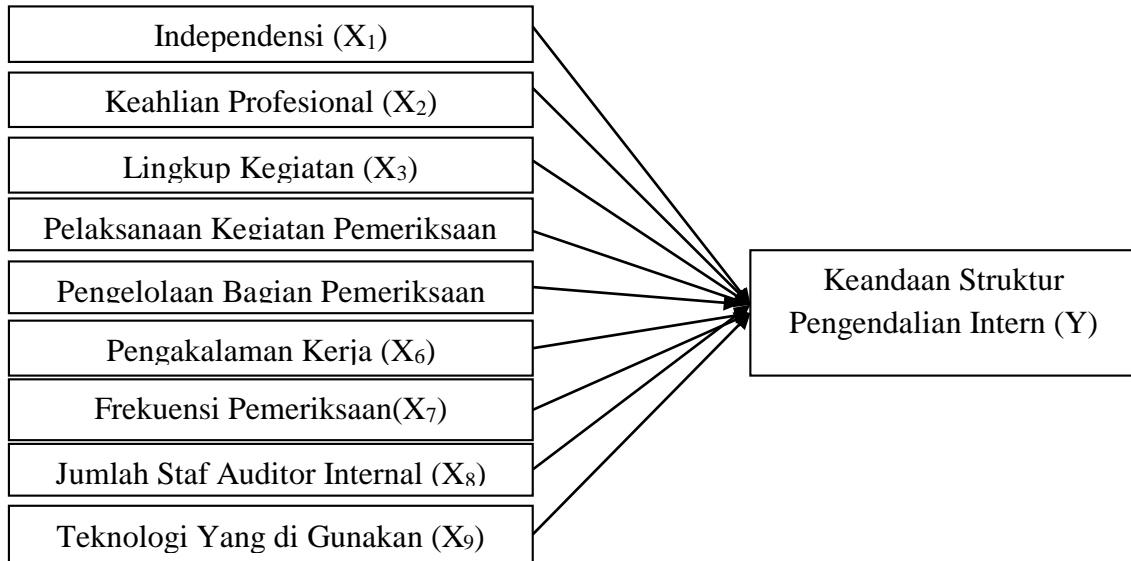 Independensi (X₁)
Keahlian Profesional (X₂)
Lingkup Kegiatan (X₃)
Pelaksanaan Kegiatan Pemeriksaan
Pengelolaan Bagian Pemeriksaan
Pengakalaman Kerja (X₆)
Frekuensi Pemeriksaan(X₇)
Jumlah Staf Auditor Internal (X₈)
Teknologi Yang di Gunakan (X₉)
Keandaan Struktur
Pengendalian Intern (Y)